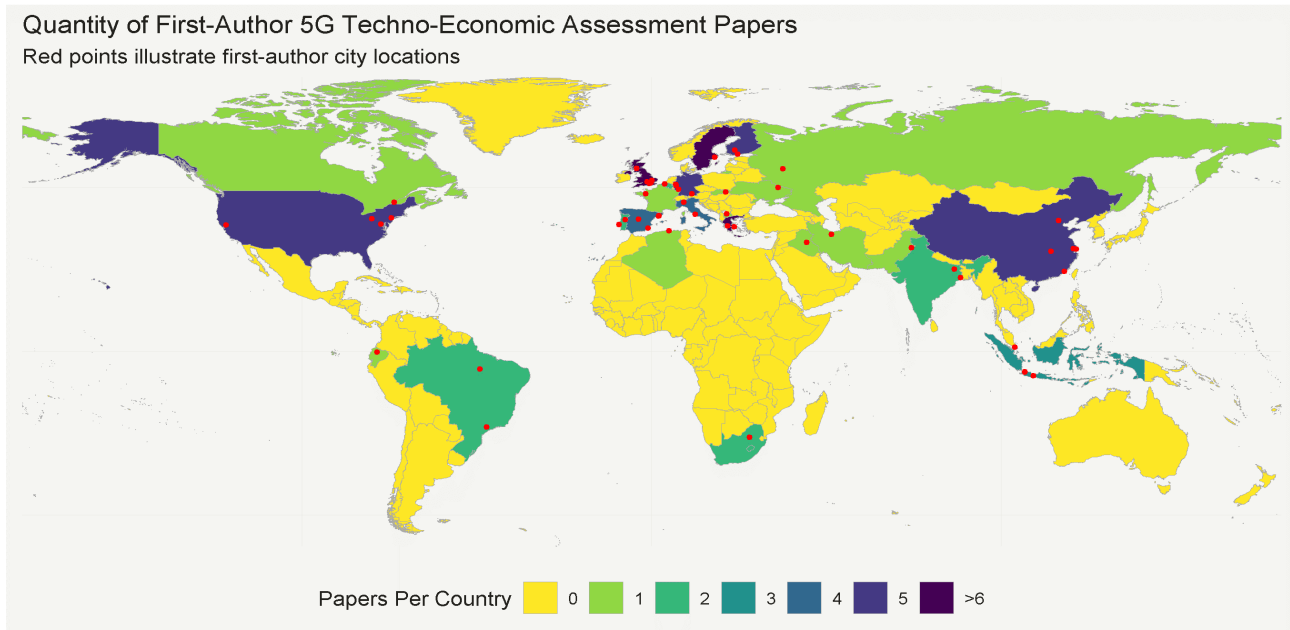 Quantity of First-Author 5G Techno-Economic Assessment Papers
Red points illustrate first-author city locations
Papers Per Country 0 1 2 3 4 5 >6